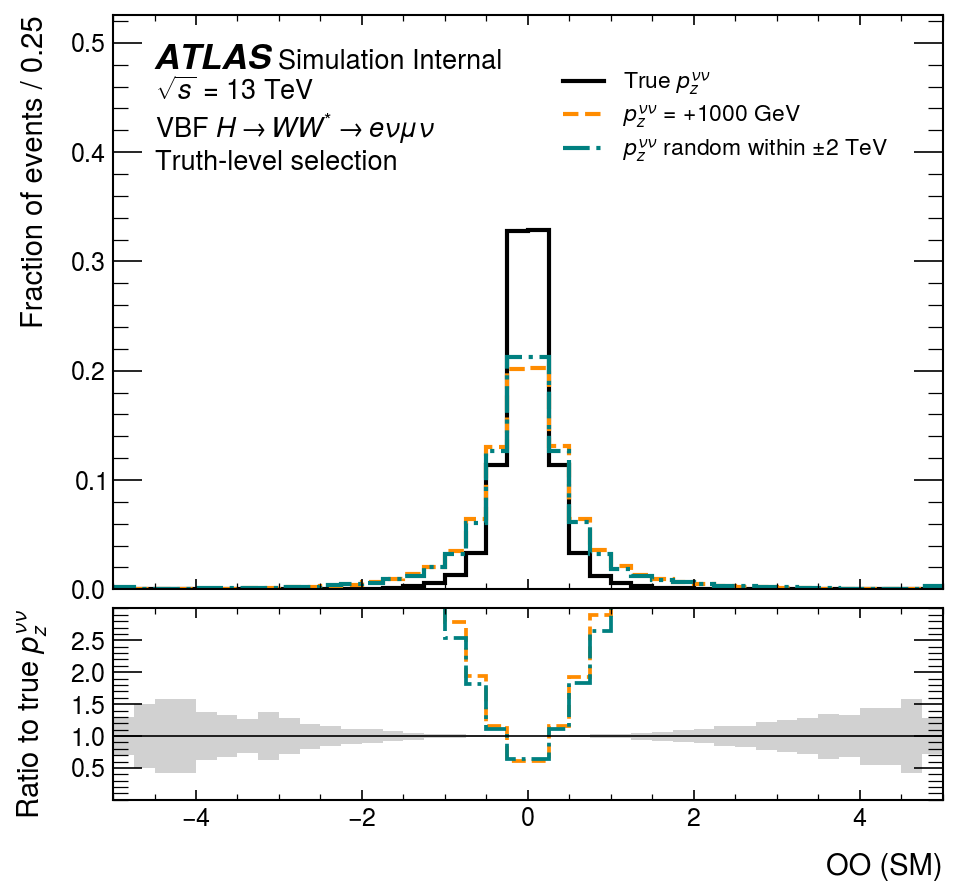 Fraction of events / 0.25
0.5
0.4
0.3
0.2
0.1
0.0
ATLAS Simulation Internal
√s = 13 TeV
VBF H → WW* → eνμν
Truth-level selection
True p_z^{νν}
p_z^{νν} = +1000 GeV
p_z^{νν} random within ±2 TeV
Ratio to true p_z^{νν}
2.5
2.0
1.5
1.0
0.5
−4 −2 0 2 4
OO (SM)